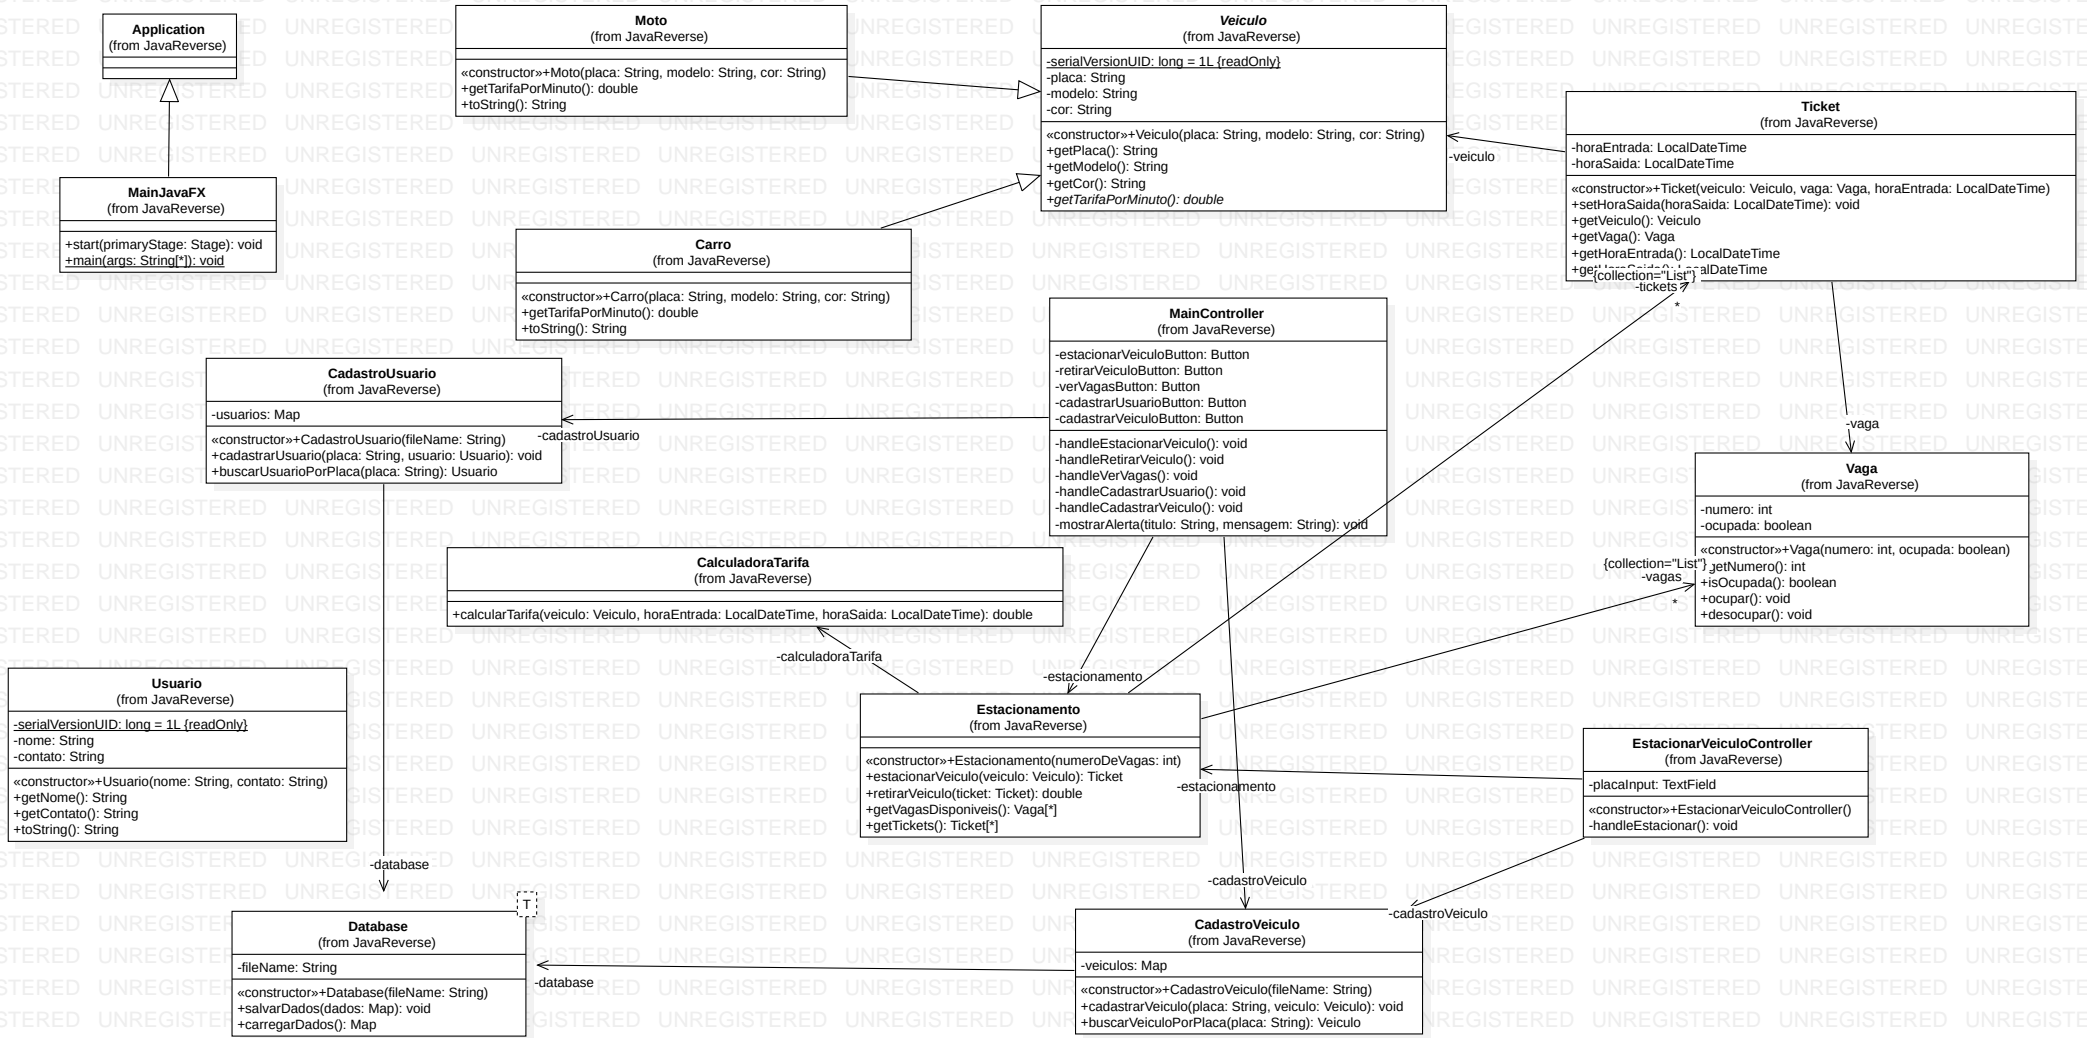 Application
(from JavaReverse)
MainJavaFX
(from JavaReverse)
+start(primaryStage: Stage): void
+main(args: String[*]): void
Moto
(from JavaReverse)
«constructor»+Moto(placa: String, modelo: String, cor: String)
+getTarifaPorMinuto(): double
+toString(): String
Veiculo
(from JavaReverse)
-serialVersionUID: long = 1L {readOnly}
-placa: String
-modelo: String
-cor: String
«constructor»+Veiculo(placa: String, modelo: String, cor: String)
+getPlaca(): String
+getModelo(): String
+getCor(): String
+getTarifaPorMinuto(): double
-veiculo
Ticket
(from JavaReverse)
-horaEntrada: LocalDateTime
-horaSaida: LocalDateTime
«constructor»+Ticket(veiculo: Veiculo, vaga: Vaga, horaEntrada: LocalDateTime)
+setHoraSaida(horaSaida: LocalDateTime): void
+getVeiculo(): Veiculo
+getVaga(): Vaga
+getHoraEntrada(): LocalDateTime
+getHoraSaida(): LocalDateTime
{collection="List"}
-tickets
*
Carro
(from JavaReverse)
«constructor»+Carro(placa: String, modelo: String, cor: String)
+getTarifaPorMinuto(): double
+toString(): String
MainController
(from JavaReverse)
-estacionarVeiculoButton: Button
-retirarVeiculoButton: Button
-verVagasButton: Button
-cadastrarUsuarioButton: Button
-cadastrarVeiculoButton: Button
-handleEstacionarVeiculo(): void
-handleRetirarVeiculo(): void
-handleVerVagas(): void
-handleCadastrarUsuario(): void
-handleCadastrarVeiculo(): void
-mostrarAlerta(titulo: String, mensagem: String): void
CadastroUsuario
(from JavaReverse)
-usuarios: Map
«constructor»+CadastroUsuario(fileName: String)
+cadastrarUsuario(placa: String, usuario: Usuario): void
+buscarUsuarioPorPlaca(placa: String): Usuario
-cadastroUsuario
-vaga
Vaga
(from JavaReverse)
-numero: int
-ocupada: boolean
«constructor»+Vaga(numero: int, ocupada: boolean)
+getNumero(): int
+isOcupada(): boolean
+ocupar(): void
+desocupar(): void
{collection="List"}
-vagas
*
CalculadoraTarifa
(from JavaReverse)
+calcularTarifa(veiculo: Veiculo, horaEntrada: LocalDateTime, horaSaida: LocalDateTime): double
-calculadoraTarifa
-estacionamento
Usuario
(from JavaReverse)
-serialVersionUID: long = 1L {readOnly}
-nome: String
-contato: String
«constructor»+Usuario(nome: String, contato: String)
+getNome(): String
+getContato(): String
+toString(): String
Estacionamento
(from JavaReverse)
«constructor»+Estacionamento(numeroDeVagas: int)
+estacionarVeiculo(veiculo: Veiculo): Ticket
+retirarVeiculo(ticket: Ticket): double
+getVagasDisponiveis(): Vaga[*]
+getTickets(): Ticket[*]
-estacionamento
EstacionarVeiculoController
(from JavaReverse)
-placaInput: TextField
«constructor»+EstacionarVeiculoController()
-handleEstacionar(): void
-database
-cadastroVeiculo
-cadastroVeiculo
T
Database
(from JavaReverse)
-fileName: String
«constructor»+Database(fileName: String)
+salvarDados(dados: Map): void
+carregarDados(): Map
-database
CadastroVeiculo
(from JavaReverse)
-veiculos: Map
«constructor»+CadastroVeiculo(fileName: String)
+cadastrarVeiculo(placa: String, veiculo: Veiculo): void
+buscarVeiculoPorPlaca(placa: String): Veiculo
UNREGISTERED